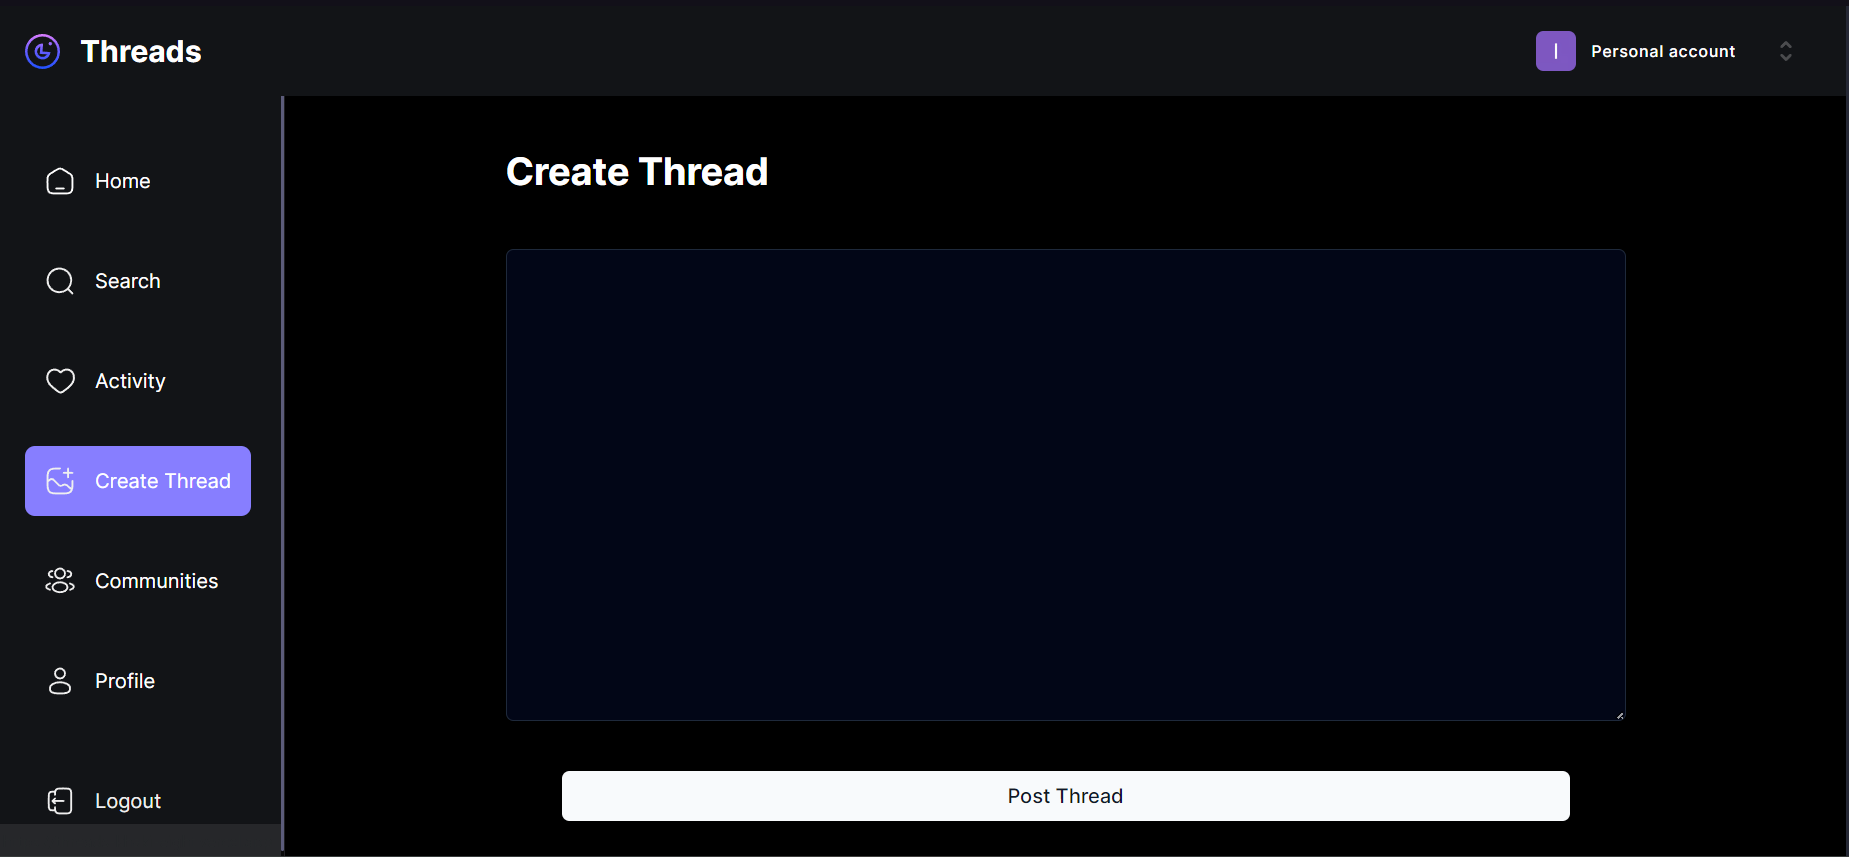 Threads
I
Personal account
Home
Search
Activity
Create Thread
Communities
Profile
Logout
Create Thread
Post Thread